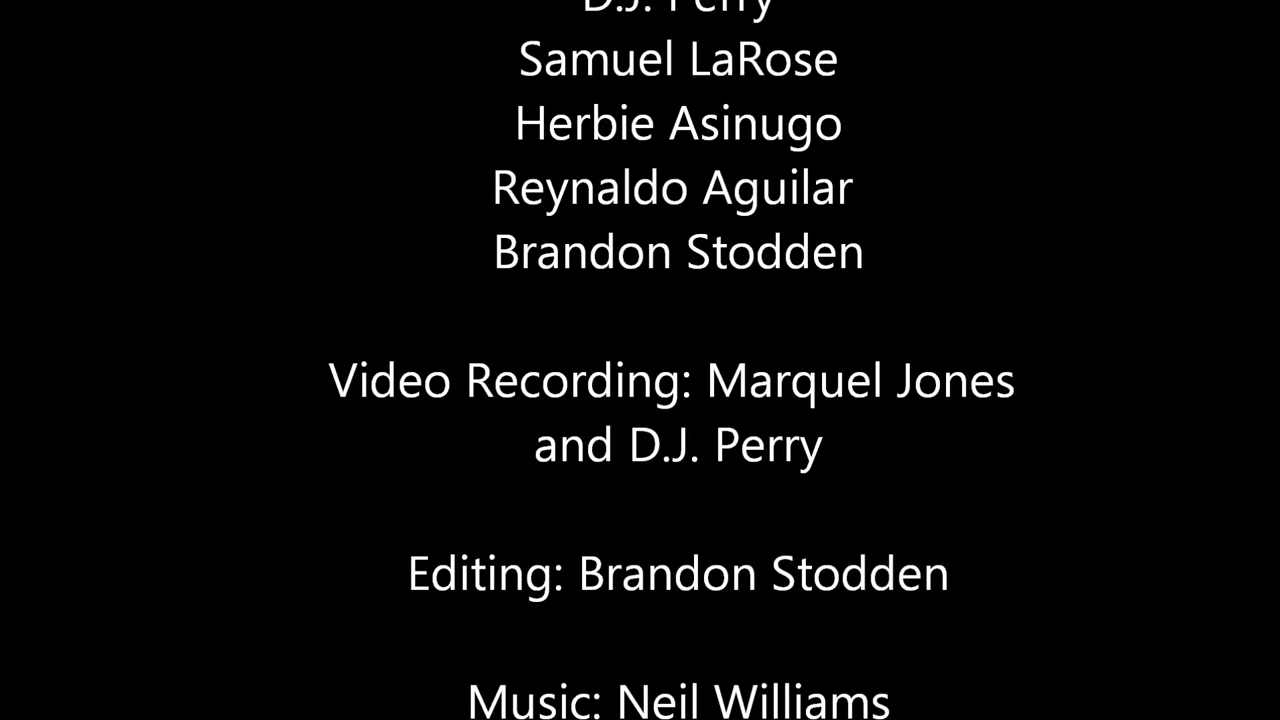 D.J. Perry
Samuel LaRose
Herbie Asinugo
Reynaldo Aguilar
Brandon Stodden
Video Recording: Marquel Jones
and D.J. Perry
Editing: Brandon Stodden
Music: Neil Williams